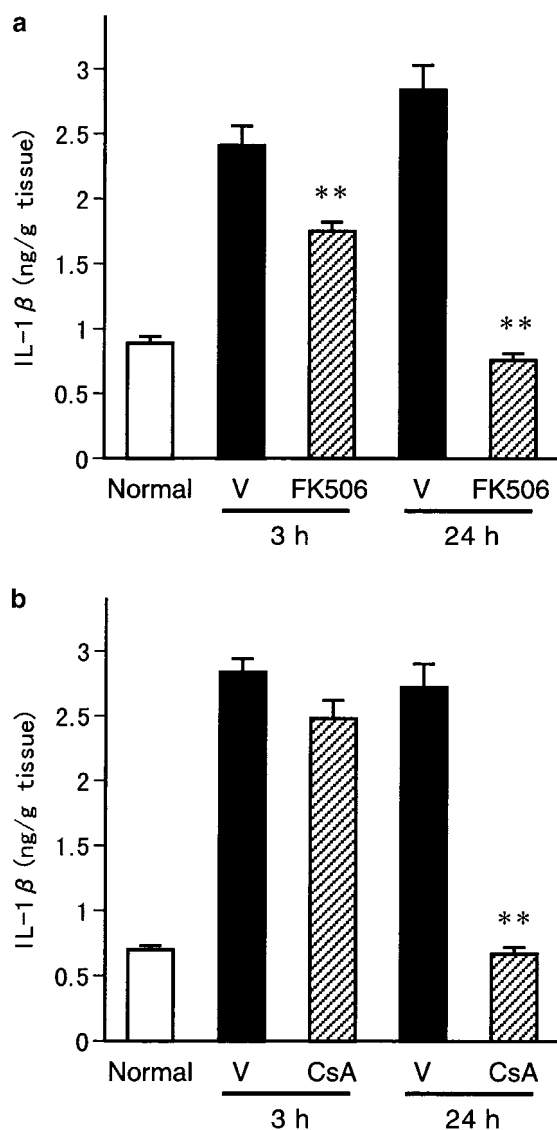 a
IL-1β (ng/g tissue)
3
2.5
2
1.5
1
0.5
0
**
**
Normal V FK506 V FK506
3 h 24 h
b
IL-1β (ng/g tissue)
3
2.5
2
1.5
1
0.5
0
**
Normal V CsA V CsA
3 h 24 h